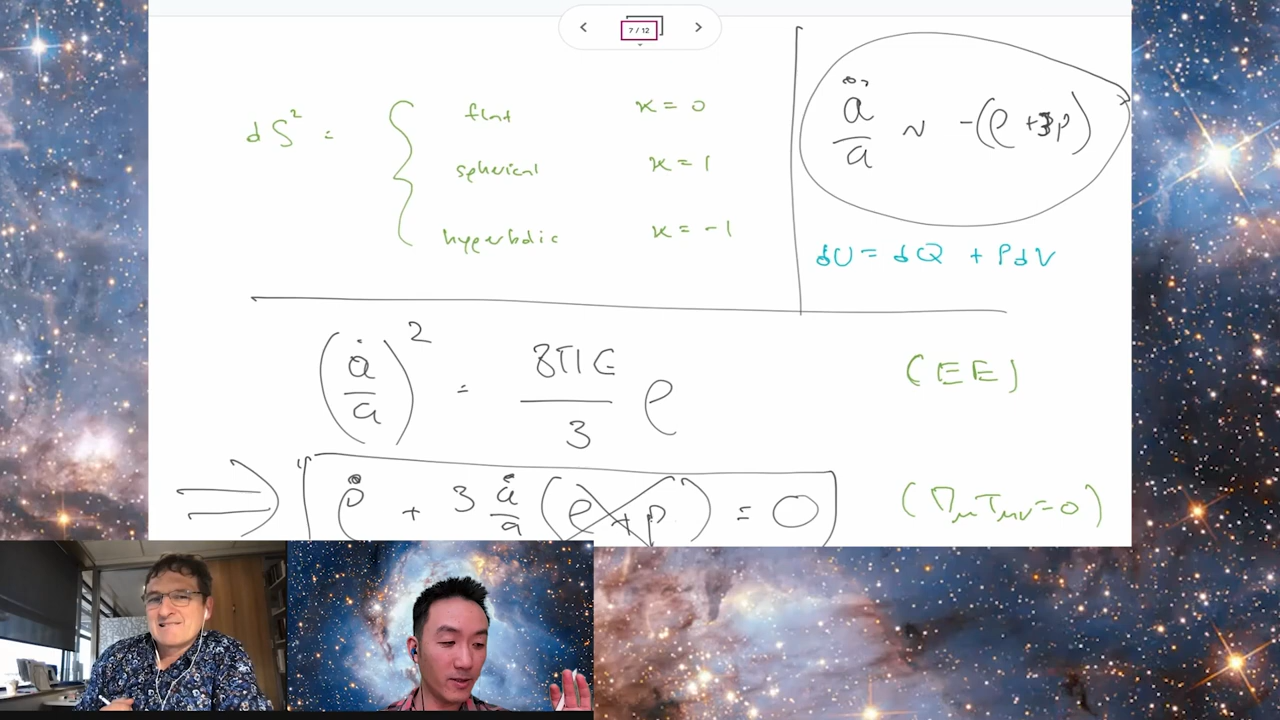 7 / 12
dS² =
flat κ = 0
spherical κ = 1
hyperbolic κ = -1
ä/a ~ -(ρ + 3p)
dU = dQ + PdV
(ȧ/a)² = 8πG/3 ρ
(EE)
⇒ ρ̇ + 3 ȧ/a (ρ + p) = 0
(∇μTμν=0)